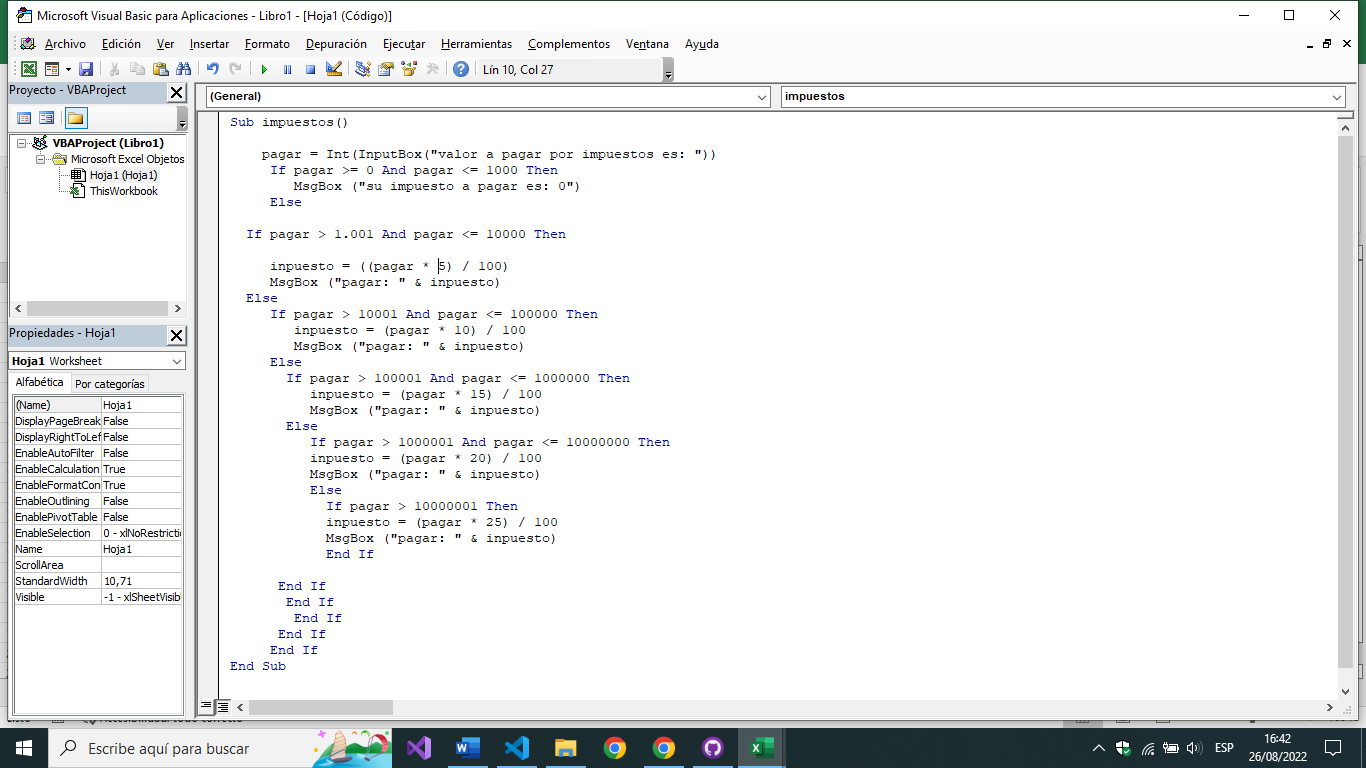 Microsoft Visual Basic para Aplicaciones - Libro1 - [Hoja1 (Código)]
Archivo Edición Ver Insertar Formato Depuración Ejecutar Herramientas Complementos Ventana Ayuda
Lín 10, Col 27
Proyecto - VBAProject
(General)
impuestos
VBAProject (Libro1)
Microsoft Excel Objetos
Hoja1 (Hoja1)
ThisWorkbook
Propiedades - Hoja1
Hoja1 Worksheet
Alfabética Por categorías
(Name) Hoja1
DisplayPageBreak False
DisplayRightToLef False
EnableAutoFilter False
EnableCalculation True
EnableFormatCon True
EnableOutlining False
EnablePivotTable False
EnableSelection 0 - xlNoRestricti
Name Hoja1
ScrollArea
StandardWidth 10,71
Visible -1 - xlSheetVisibl
Sub impuestos()
pagar = Int(InputBox("valor a pagar por impuestos es: "))
If pagar >= 0 And pagar <= 1000 Then
MsgBox ("su impuesto a pagar es: 0")
Else
If pagar > 1.001 And pagar <= 10000 Then
inpuesto = ((pagar * 5) / 100)
MsgBox ("pagar: " & inpuesto)
Else
If pagar > 10001 And pagar <= 100000 Then
inpuesto = (pagar * 10) / 100
MsgBox ("pagar: " & inpuesto)
Else
If pagar > 100001 And pagar <= 1000000 Then
inpuesto = (pagar * 15) / 100
MsgBox ("pagar: " & inpuesto)
Else
If pagar > 1000001 And pagar <= 10000000 Then
inpuesto = (pagar * 20) / 100
MsgBox ("pagar: " & inpuesto)
Else
If pagar > 10000001 Then
inpuesto = (pagar * 25) / 100
MsgBox ("pagar: " & inpuesto)
End If
End If
End If
End If
End If
End If
End Sub
Escribe aquí para buscar
ESP
16:42
26/08/2022